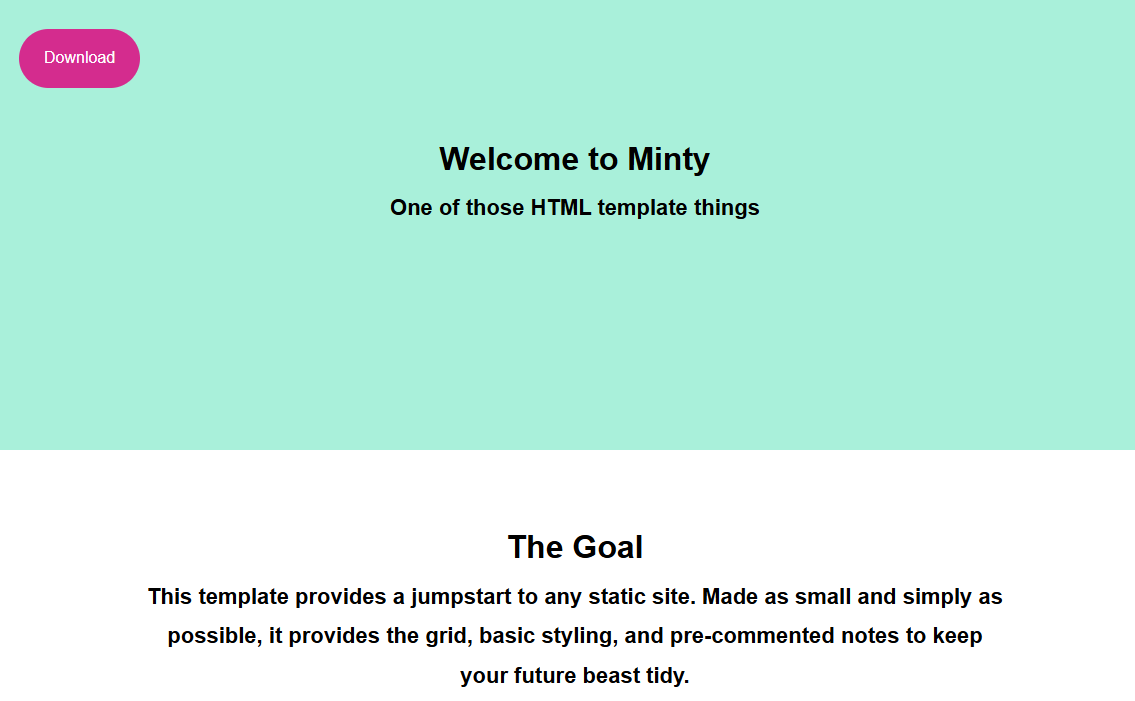 Download
Welcome to Minty
One of those HTML template things
The Goal
This template provides a jumpstart to any static site. Made as small and simply as
possible, it provides the grid, basic styling, and pre-commented notes to keep
your future beast tidy.